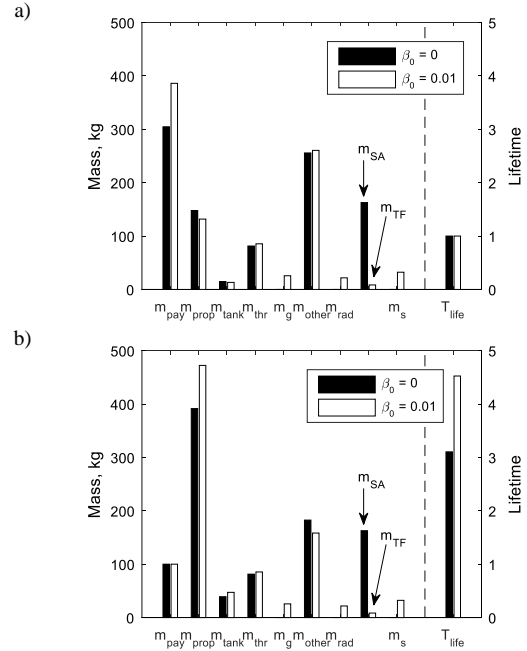 a)
500
400
300
200
100
0
Mass, kg
5
4
3
2
1
0
Lifetime
β0 = 0
β0 = 0.01
mSA
mTF
mpay mprop mtank mthr mg mother mrad ms Tlife
b)
500
400
300
200
100
0
Mass, kg
5
4
3
2
1
0
Lifetime
β0 = 0
β0 = 0.01
mSA
mTF
mpay mprop mtank mthr mg mother mrad ms Tlife